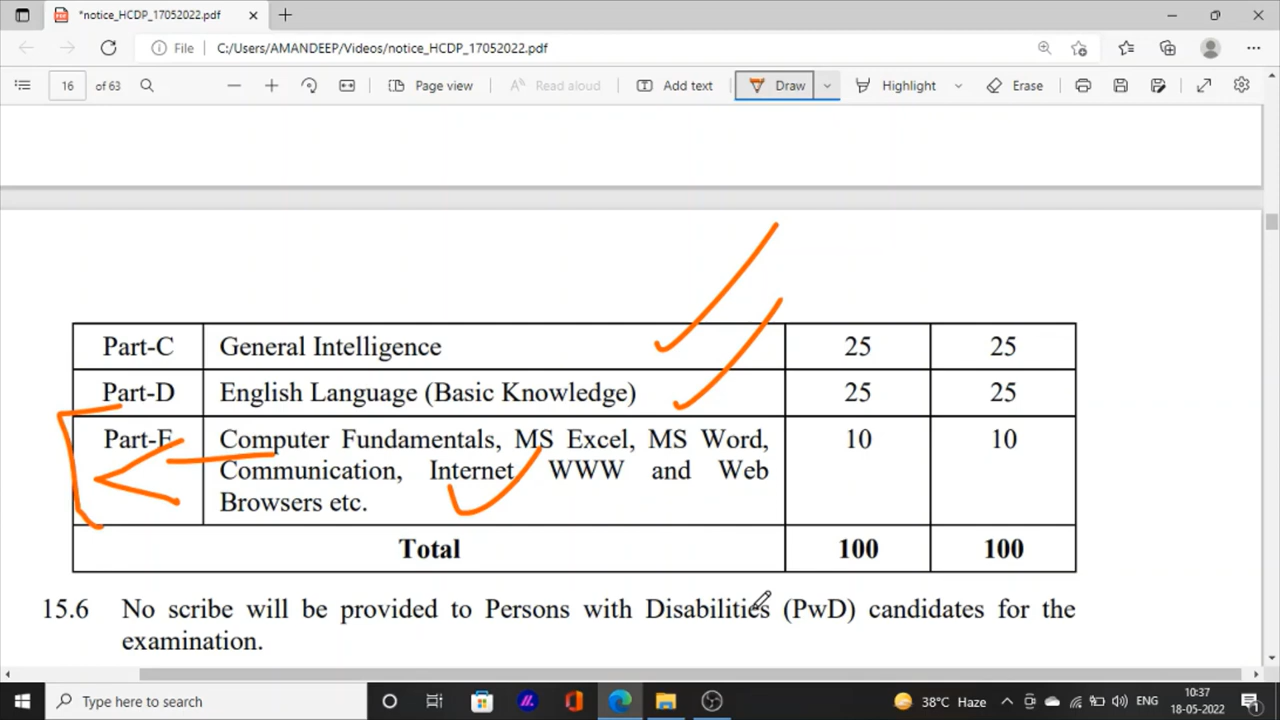 *notice_HCDP_17052022.pdf
File C:/Users/AMANDEEP/Videos/notice_HCDP_17052022.pdf
16 of 63 Page view Read aloud Add text Draw Highlight Erase
Part-C General Intelligence 25 25
Part-D English Language (Basic Knowledge) 25 25
Part-E Computer Fundamentals, MS Excel, MS Word, 10 10
Communication, Internet WWW and Web
Browsers etc.
Total 100 100
15.6 No scribe will be provided to Persons with Disabilities (PwD) candidates for the
examination.
Type here to search 38°C Haze ENG 10:37
18-05-2022 1